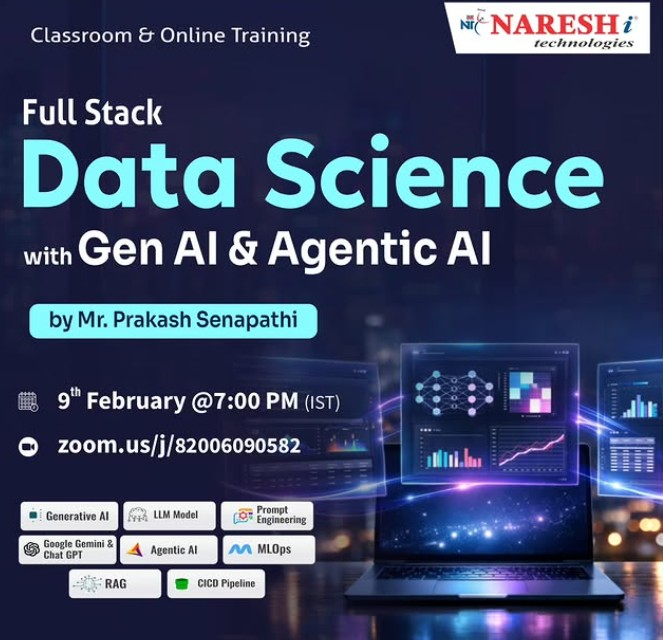 Classroom & Online Training
NARESH i
technologies
Full Stack
Data Science
with Gen AI & Agentic AI
by Mr. Prakash Senapathi
9th February @7:00 PM (IST)
zoom.us/j/82006090582
Generative AI
LLM Model
Prompt
Engineering
Google Gemini &
Chat GPT
Agentic AI
MLOps
RAG
CICD Pipeline